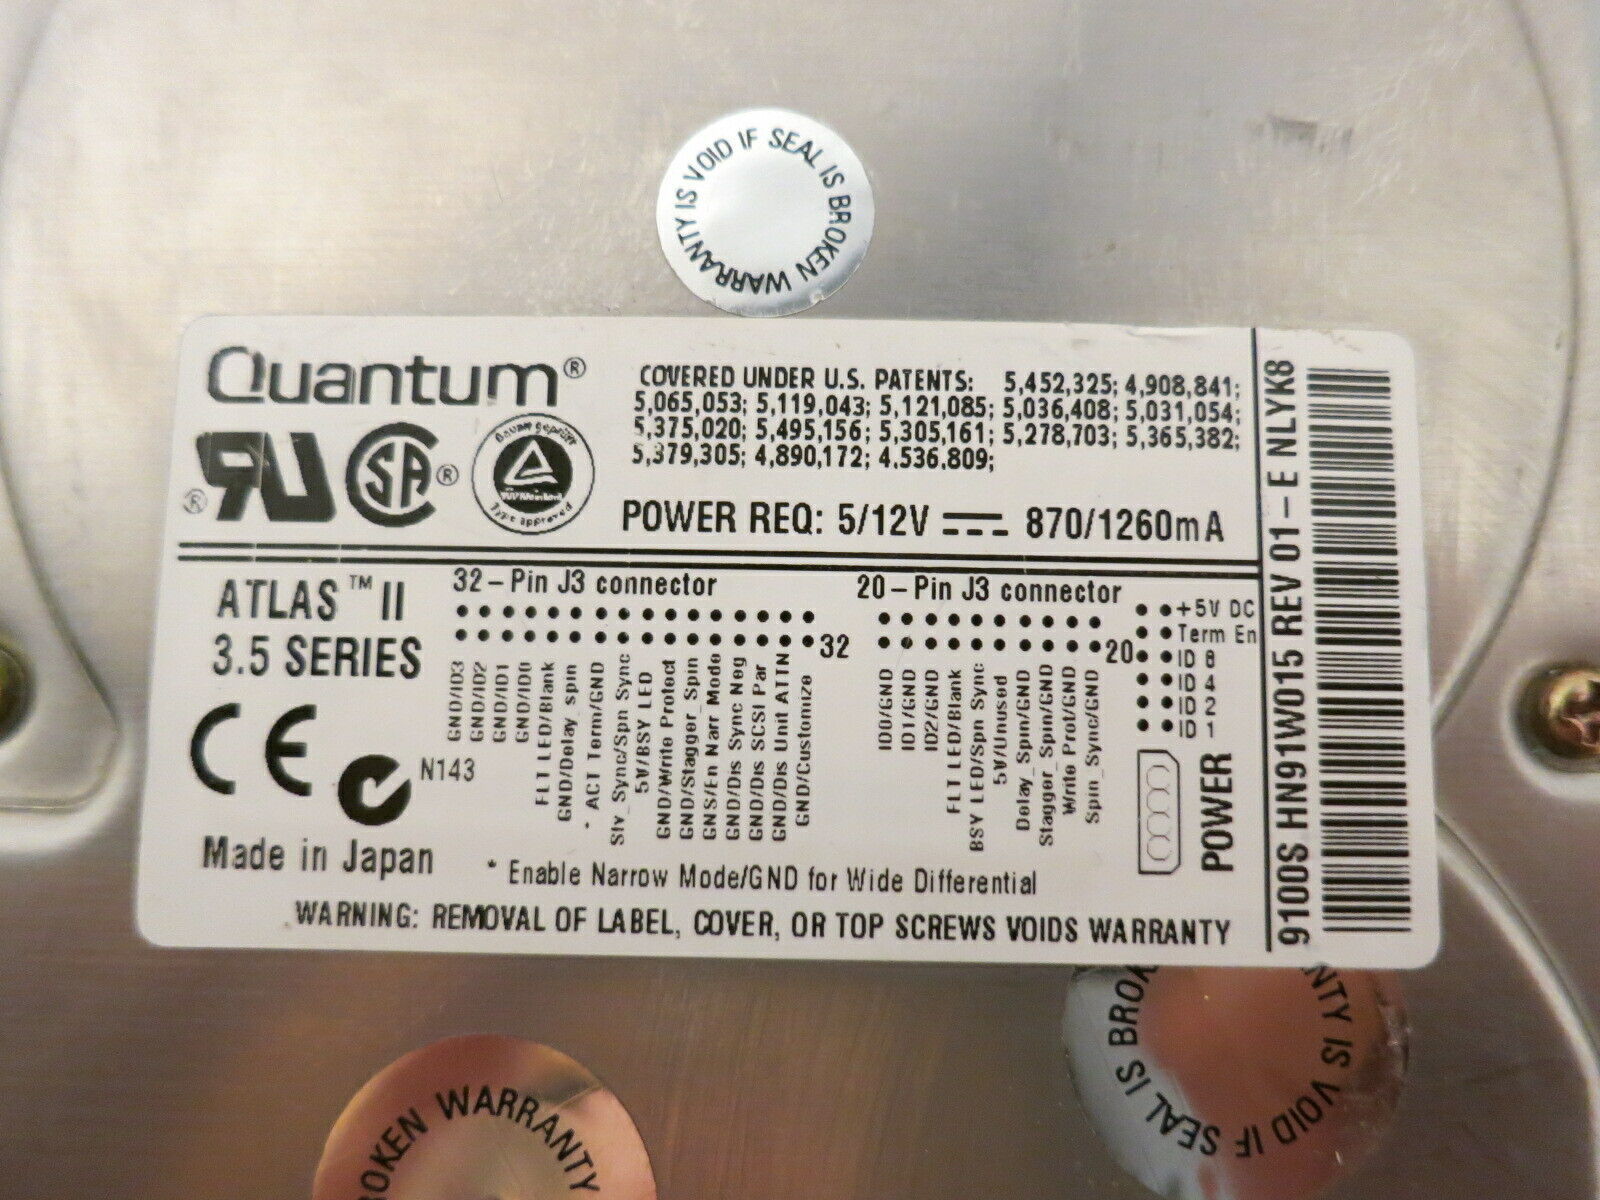 WARRANTY IS VOID IF SEAL IS BROKEN
Quantum®
COVERED UNDER U.S. PATENTS: 5,452,325; 4,908,841;
5,065,053; 5,119,043; 5,121,085; 5,036,408; 5,031,054;
5,375,020; 5,495,156; 5,305,161; 5,278,703; 5,365,382;
5,379,305; 4,890,172; 4.536,809;
Bauart geprüft
Type approved
POWER REQ: 5/12V 870/1260mA
ATLAS™ II
3.5 SERIES
CE
N143
Made in Japan
32-Pin J3 connector
32
GND/ID3
GND/ID2
GND/ID1
GND/ID0
FLT LED/Blank
GND/Delay_spin
* ACT Term/GND
Slv_Sync/Spn Sync
5V/BSY LED
GND/Write Protect
GND/Stagger_Spin
GNS/En Narr Mode
GND/Dis Sync Neg
GND/Dis SCSI Par
GND/Dis Unit ATTN
GND/Customize
20-Pin J3 connector
20
ID0/GND
ID1/GND
ID2/GND
FLT LED/Blank
BSY LED/Spn Sync
5V/Unused
Delay_Spin/GND
Stagger_Spin/GND
Write Prot/GND
Spin_Sync/GND
+5V DC
Term En
ID 8
ID 4
ID 2
ID 1
POWER
* Enable Narrow Mode/GND for Wide Differential
WARNING: REMOVAL OF LABEL, COVER, OR TOP SCREWS VOIDS WARRANTY
9100S HN91W015 REV 01-E NLYK8
NTY IS VOID IF SEAL IS BROK
OKEN WARRANTY